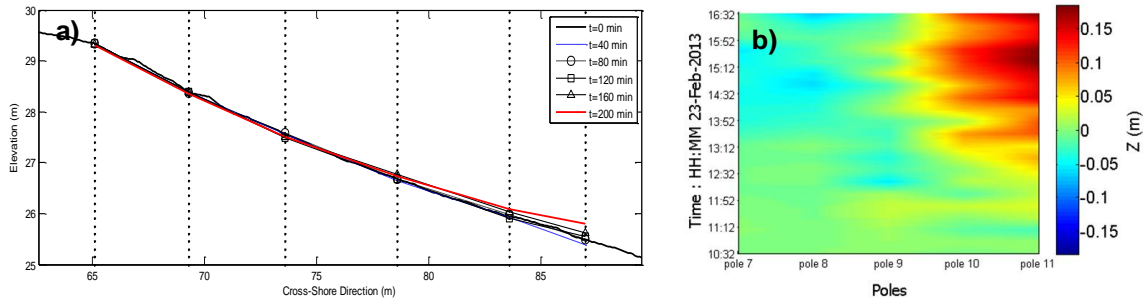 a)
30
29
28
27
26
25
Elevation (m)
65
70
75
80
85
Cross-Shore Direction (m)
t=0 min
t=40 min
t=80 min
t=120 min
t=160 min
t=200 min
b)
16:32
15:52
15:12
14:32
13:52
13:12
12:32
11:52
11:12
10:32
Time : HH:MM 23-Feb-2013
pole 7
pole 8
pole 9
pole 10
pole 11
Poles
0.15
0.1
0.05
0
-0.05
-0.1
-0.15
Z (m)